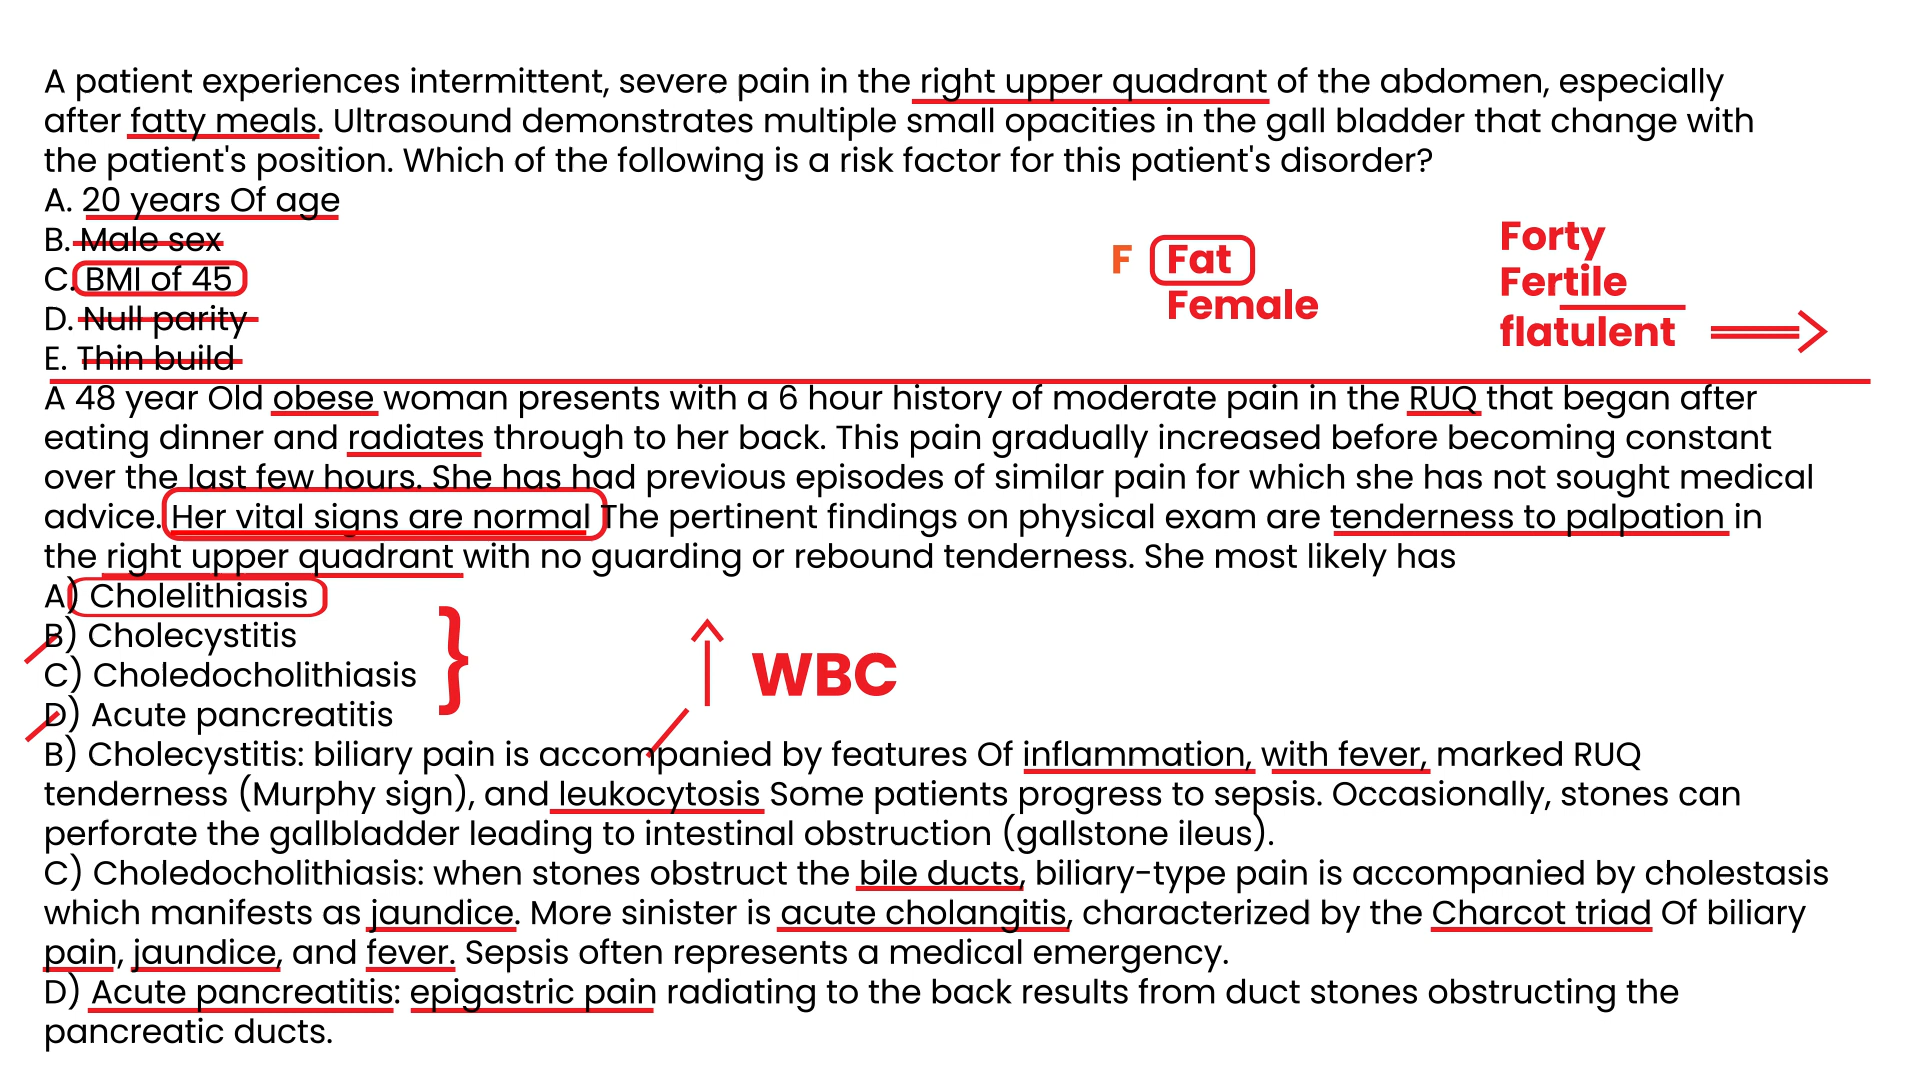 A patient experiences intermittent, severe pain in the right upper quadrant of the abdomen, especially
after fatty meals. Ultrasound demonstrates multiple small opacities in the gall bladder that change with
the patient's position. Which of the following is a risk factor for this patient's disorder?
A. 20 years Of age
B. Male sex
C. BMI of 45
D. Null parity
E. Thin build
F Fat
Female
Forty
Fertile
flatulent
A 48 year Old obese woman presents with a 6 hour history of moderate pain in the RUQ that began after
eating dinner and radiates through to her back. This pain gradually increased before becoming constant
over the last few hours. She has had previous episodes of similar pain for which she has not sought medical
advice. Her vital signs are normal The pertinent findings on physical exam are tenderness to palpation in
the right upper quadrant with no guarding or rebound tenderness. She most likely has
A) Cholelithiasis
B) Cholecystitis
C) Choledocholithiasis
D) Acute pancreatitis
} WBC
B) Cholecystitis: biliary pain is accompanied by features Of inflammation, with fever, marked RUQ
tenderness (Murphy sign), and leukocytosis Some patients progress to sepsis. Occasionally, stones can
perforate the gallbladder leading to intestinal obstruction (gallstone ileus).
C) Choledocholithiasis: when stones obstruct the bile ducts, biliary-type pain is accompanied by cholestasis
which manifests as jaundice. More sinister is acute cholangitis, characterized by the Charcot triad Of biliary
pain, jaundice, and fever. Sepsis often represents a medical emergency.
D) Acute pancreatitis: epigastric pain radiating to the back results from duct stones obstructing the
pancreatic ducts.